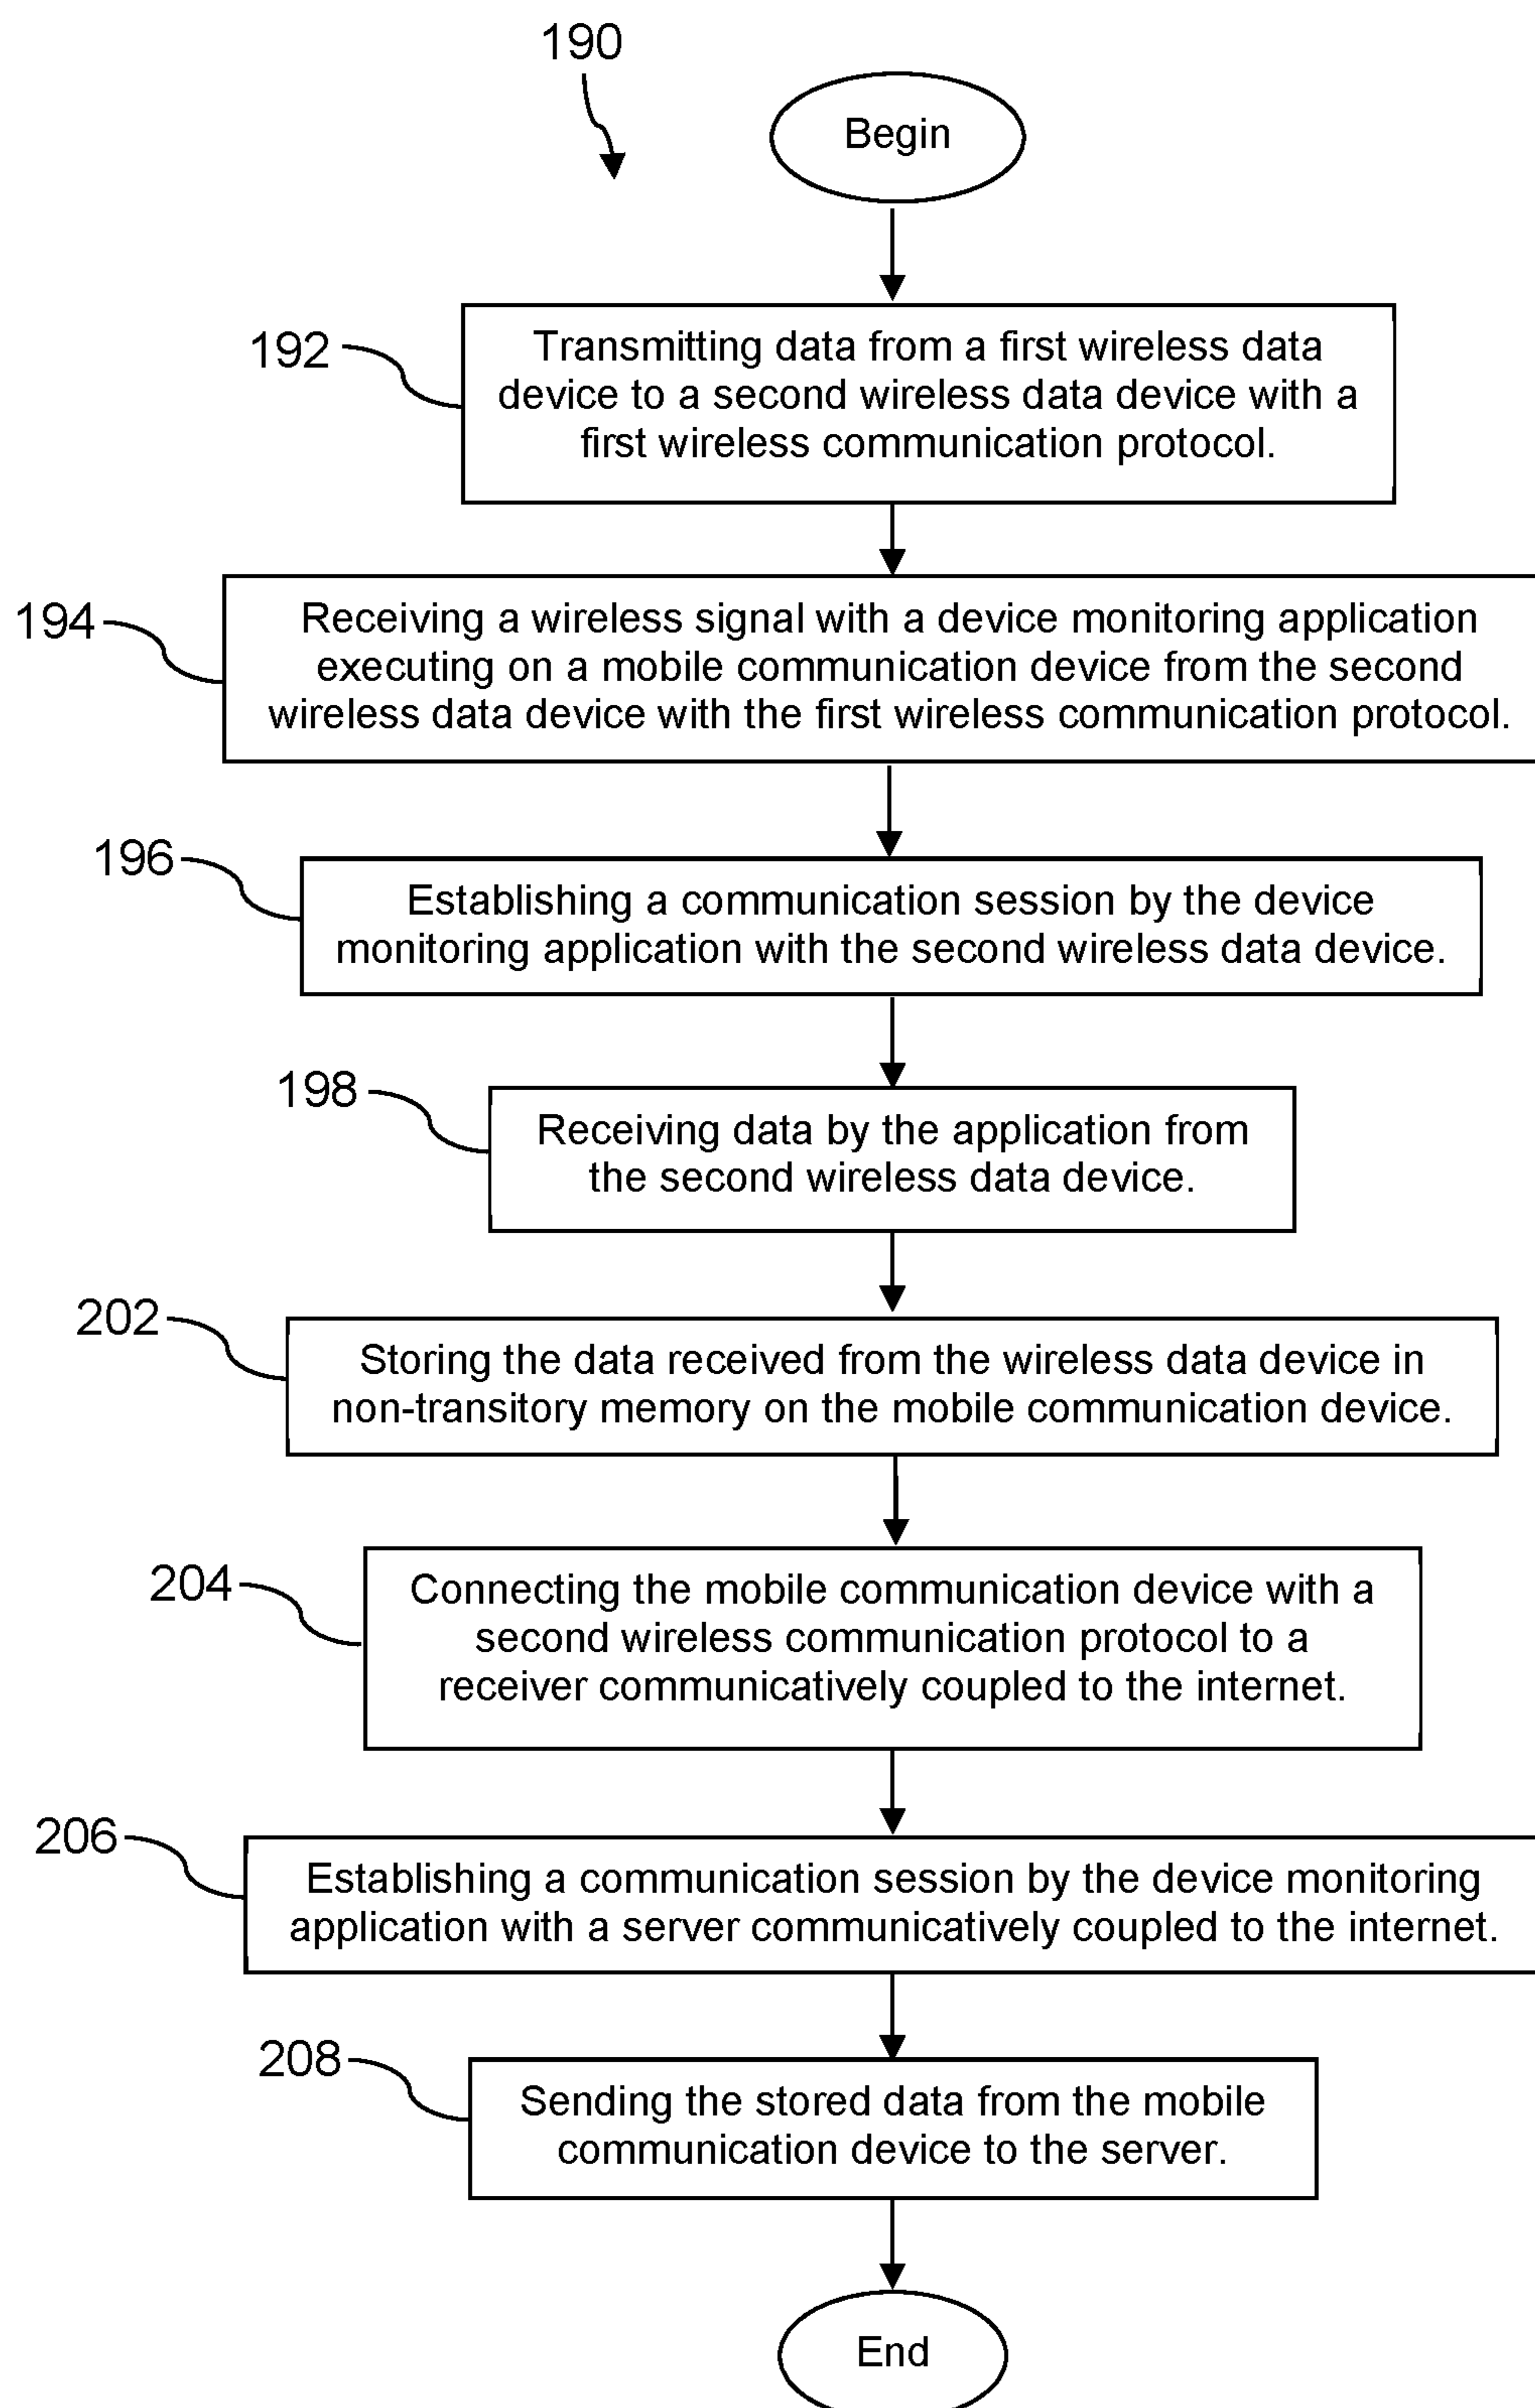 190
Begin
192
Transmitting data from a first wireless data
device to a second wireless data device with a
first wireless communication protocol.
194
Receiving a wireless signal with a device monitoring application
executing on a mobile communication device from the second
wireless data device with the first wireless communication protocol.
196
Establishing a communication session by the device
monitoring application with the second wireless data device.
198
Receiving data by the application from
the second wireless data device.
202
Storing the data received from the wireless data device in
non-transitory memory on the mobile communication device.
204
Connecting the mobile communication device with a
second wireless communication protocol to a
receiver communicatively coupled to the internet.
206
Establishing a communication session by the device monitoring
application with a server communicatively coupled to the internet.
208
Sending the stored data from the mobile
communication device to the server.
End